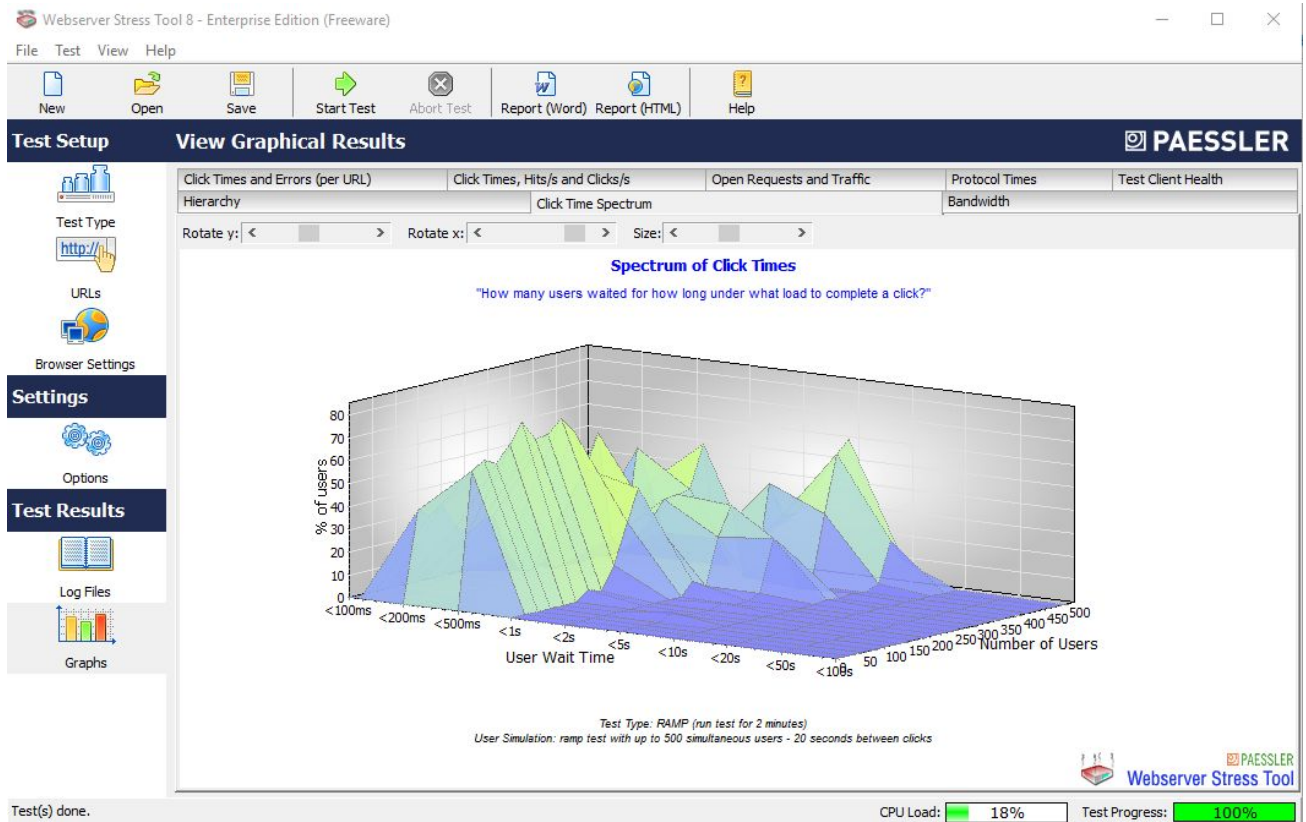 Webserver Stress Tool 8 - Enterprise Edition (Freeware)
File Test View Help
New Open Save Start Test Abort Test Report (Word) Report (HTML) Help
Test Setup
View Graphical Results
PAESSLER
Test Type
http://
URLs
Browser Settings
Settings
Options
Test Results
Log Files
Graphs
Click Times and Errors (per URL) Click Times, Hits/s and Clicks/s Open Requests and Traffic Protocol Times Test Client Health
Hierarchy Click Time Spectrum Bandwidth
Rotate y: < > Rotate x: < > Size: < >
Spectrum of Click Times
"How many users waited for how long under what load to complete a click?"
% of users
80
70
60
50
40
30
20
10
0
<100ms <200ms <500ms <1s <2s <5s <10s <20s <50s <100s
User Wait Time
0 50 100 150 200 250 300 350 400 450 500
Number of Users
Test Type: RAMP (run test for 2 minutes)
User Simulation: ramp test with up to 500 simultaneous users - 20 seconds between clicks
PAESSLER
Webserver Stress Tool
Test(s) done.
CPU Load: 18% Test Progress: 100%